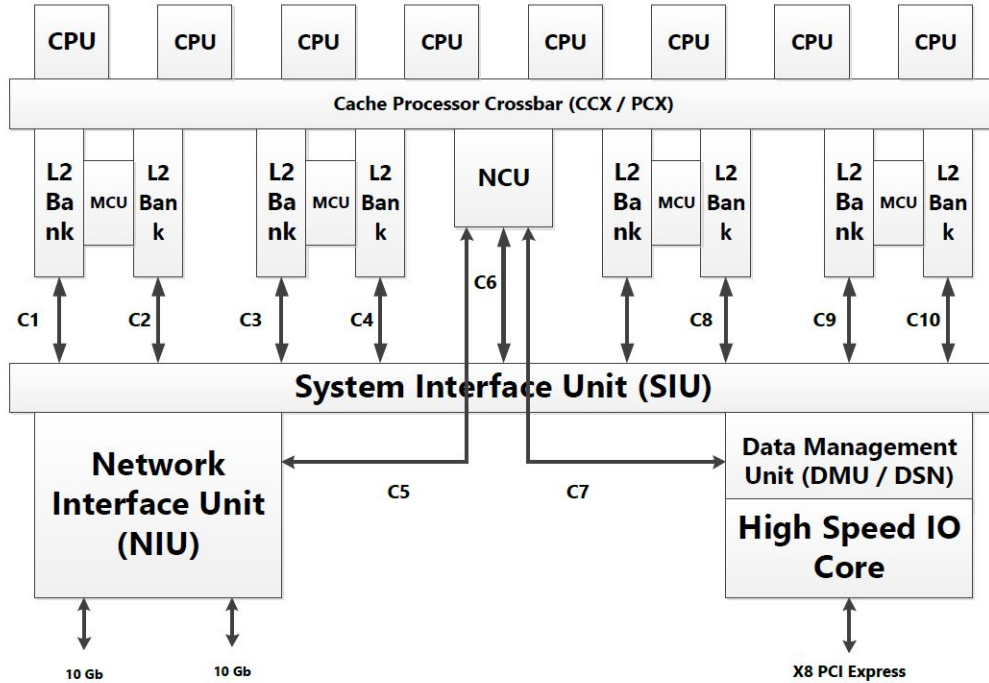 CPU
CPU
CPU
CPU
CPU
CPU
CPU
CPU
Cache Processor Crossbar (CCX / PCX)
L2
Ba
nk
MCU
L2
Ban
k
L2
Ba
nk
MCU
L2
Ban
k
NCU
L2
Ba
nk
MCU
L2
Ban
k
L2
Ba
nk
MCU
L2
Ban
k
C1
C2
C3
C4
C6
C8
C9
C10
System Interface Unit (SIU)
Network
Interface Unit
(NIU)
C5
C7
Data Management
Unit (DMU / DSN)
High Speed IO
Core
10 Gb
10 Gb
X8 PCI Express